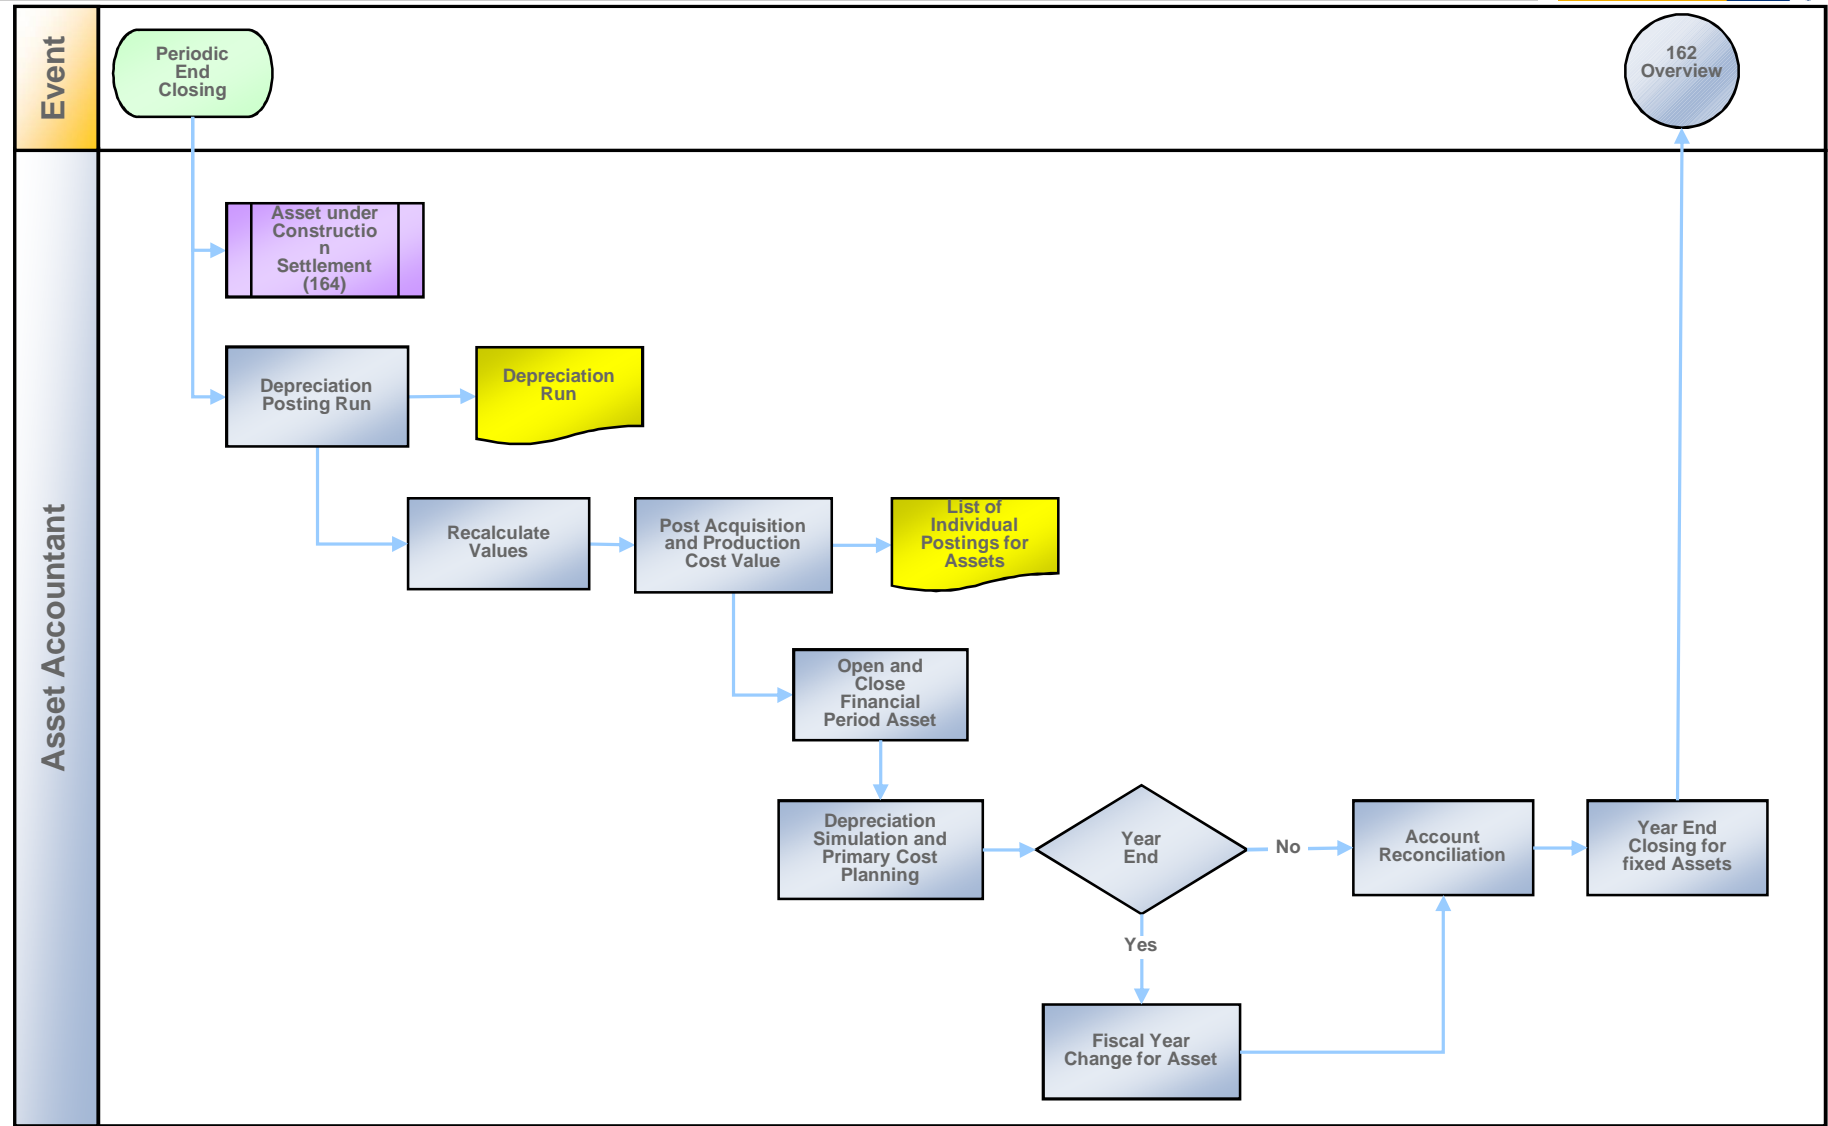 Event
Periodic
End
Closing
162
Overview
Asset Accountant
Asset under
Constructio
n
Settlement
(164)
Depreciation
Posting Run
Depreciation
Run
Recalculate
Values
Post Acquisition
and Production
Cost Value
List of
Individual
Postings for
Assets
Open and
Close
Financial
Period Asset
Depreciation
Simulation and
Primary Cost
Planning
Year
End
No
Account
Reconciliation
Year End
Closing for
fixed Assets
Yes
Fiscal Year
Change for Asset